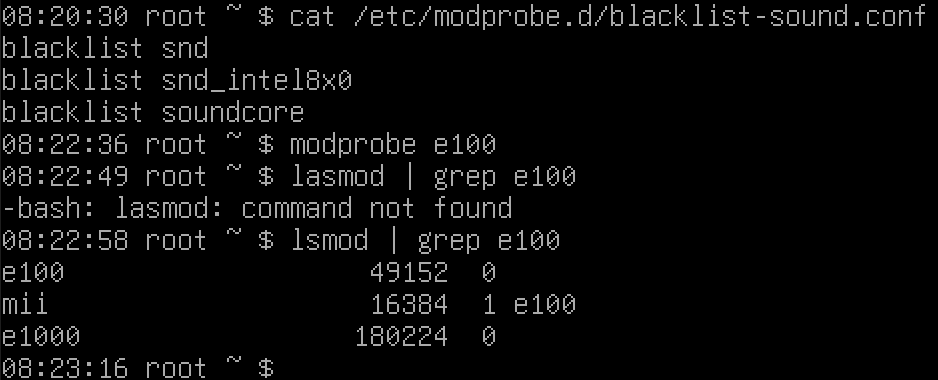 08:20:30 root ~ $ cat /etc/modprobe.d/blacklist-sound.conf
blacklist snd
blacklist snd_intel8x0
blacklist soundcore
08:22:36 root ~ $ modprobe e100
08:22:49 root ~ $ lasmod | grep e100
-bash: lasmod: command not found
08:22:58 root ~ $ lsmod | grep e100
e100                   49152  0
mii                    16384  1 e100
e1000                 180224  0
08:23:16 root ~ $